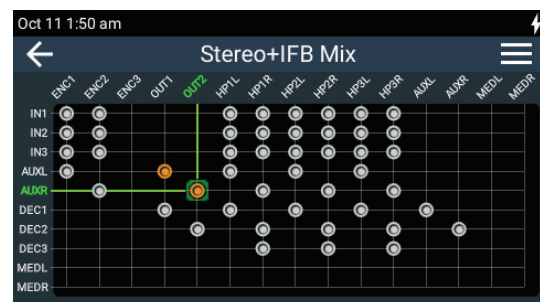 Oct 11 1:50 am
Stereo+IFB Mix
ENC1 ENC2 ENC3 OUT1 OUT2 HP1L HP1R HP2L HP2R HP3L HP3R AUXL AUXR MEDL MEDR
IN1
IN2
IN3
AUXL
AUXR
DEC1
DEC2
DEC3
MEDL
MEDR